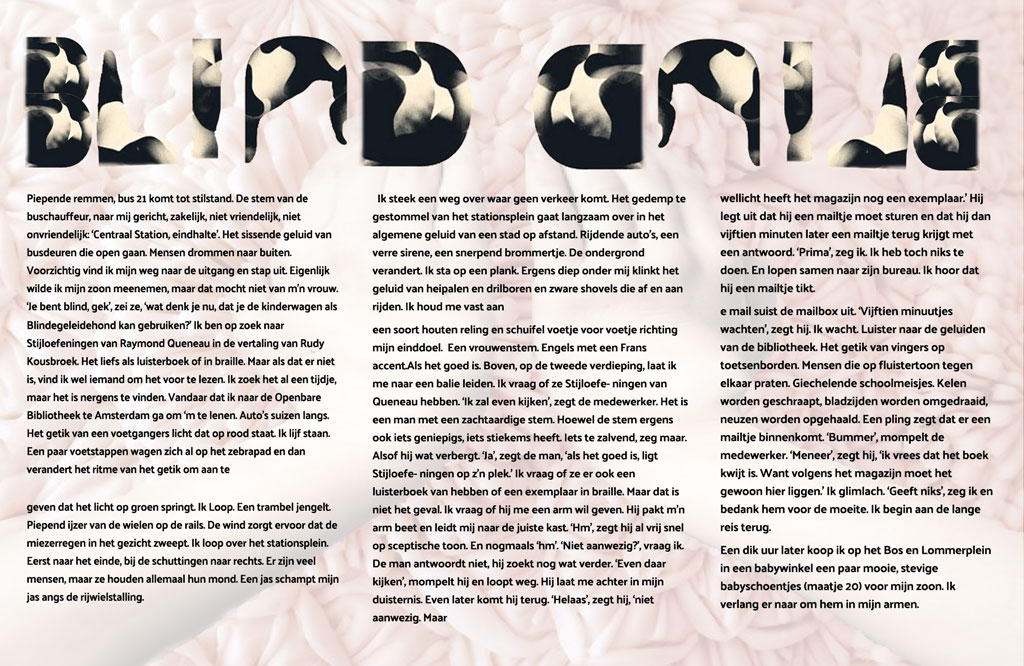 BLIND
Piepende remmen, bus 21 komt tot stilstand. De stem van de
buschauffeur, naar mij gericht, zakelijk, niet vriendelijk, niet
onvriendelijk: ‘Centraal Station, eindhalte’. Het sissende geluid van
busdeuren die open gaan. Mensen drommen naar buiten.
Voorzichtig vind ik mijn weg naar de uitgang en stap uit. Eigenlijk
wilde ik mijn zoon meenemen, maar dat mocht niet van m’n vrouw.
‘Je bent blind, gek’, zei ze, ‘wat denk je nu, dat je de kinderwagen als
Blindegeleidehond kan gebruiken?’ Ik ben op zoek naar
Stijloefeningen van Raymond Queneau in de vertaling van Rudy
Kousbroek. Het liefs als luisterboek of in braille. Maar als dat er niet
is, vind ik wel iemand om het voor te lezen. Ik zoek het al een tijdje,
maar het is nergens te vinden. Vandaar dat ik naar de Openbare
Bibliotheek te Amsterdam ga om ‘m te lenen. Auto’s suizen langs.
Het getik van een voetgangers licht dat op rood staat. Ik lijf staan.
Een paar voetstappen wagen zich al op het zebrapad en dan
verandert het ritme van het getik om aan te
geven dat het licht op groen springt. Ik Loop. Een trambel jengelt.
Piepend ijzer van de wielen op de rails. De wind zorgt ervoor dat de
miezerregen in het gezicht zweept. Ik loop over het stationsplein.
Eerst naar het einde, bij de schuttingen naar rechts. Er zijn veel
mensen, maar ze houden allemaal hun mond. Een jas schampt mijn
jas angs de rijwielstalling.
Ik steek een weg over waar geen verkeer komt. Het gedemp te
gestommel van het stationsplein gaat langzaam over in het
algemene geluid van een stad op afstand. Rijdende auto’s, een
verre sirene, een snerpend brommertje. De ondergrond
verandert. Ik sta op een plank. Ergens diep onder mij klinkt het
geluid van heipalen en drilboren en zware shovels die af en aan
rijden. Ik houd me vast aan
een soort houten reling en schuifel voetje voor voetje richting
mijn einddoel. Een vrouwenstem. Engels met een Frans
accent.Als het goed is. Boven, op de tweede verdieping, laat ik
me naar een balie leiden. Ik vraag of ze Stijloefe- ningen van
Queneau hebben. ‘Ik zal even kijken’, zegt de medewerker. Het is
een man met een zachtaardige stem. Hoewel de stem ergens
ook iets geniepigs, iets stiekems heeft. Iets te zalvend, zeg maar.
Alsof hij wat verbergt. ‘Ja’, zegt de man, ‘als het goed is, ligt
Stijloefe- ningen op z’n plek.’ Ik vraag of ze er ook een
luisterboek van hebben of een exemplaar in braille. Maar dat is
niet het geval. Ik vraag of hij me een arm wil geven. Hij pakt m’n
arm beet en leidt mij naar de juiste kast. ‘Hm’, zegt hij al vrij snel
op sceptische toon. En nogmaals ‘hm’. ‘Niet aanwezig?’, vraag ik.
De man antwoordt niet, hij zoekt nog wat verder. ‘Even daar
kijken’, mompelt hij en loopt weg. Hij laat me achter in mijn
duisternis. Even later komt hij terug. ‘Helaas’, zegt hij, ‘niet
aanwezig. Maar
wellicht heeft het magazijn nog een exemplaar.’ Hij
legt uit dat hij een mailtje moet sturen en dat hij dan
vijftien minuten later een mailtje terug krijgt met
een antwoord. ‘Prima’, zeg ik. Ik heb toch niks te
doen. En lopen samen naar zijn bureau. Ik hoor dat
hij een mailtje tikt.
e mail suist de mailbox uit. ‘Vijftien minuutjes
wachten’, zegt hij. Ik wacht. Luister naar de geluiden
van de bibliotheek. Het getik van vingers op
toetsenborden. Mensen die op fluistertoon tegen
elkaar praten. Giechelende schoolmeisjes. Kelen
worden geschraapt, bladzijden worden omgedraaid,
neuzen worden opgehaald. Een pling zegt dat er een
mailtje binnenkomt. ‘Bummer’, mompelt de
medewerker. ‘Meneer’, zegt hij, ‘ik vrees dat het boek
kwijt is. Want volgens het magazijn moet het
gewoon hier liggen.’ Ik glimlach. ‘Geeft niks’, zeg ik en
bedank hem voor de moeite. Ik begin aan de lange
reis terug.
Een dik uur later koop ik op het Bos en Lommerplein
in een babywinkel een paar mooie, stevige
babyschoentjes (maatje 20) voor mijn zoon. Ik
verlang er naar om hem in mijn armen.